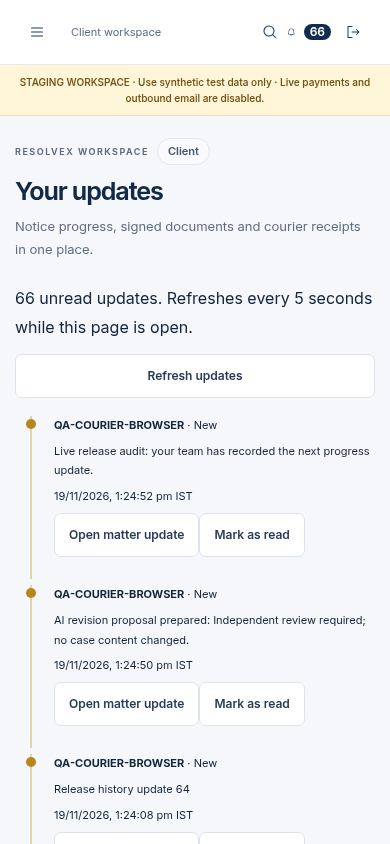 Client workspace
66
STAGING WORKSPACE · Use synthetic test data only · Live payments and
outbound email are disabled.
RESOLVEX WORKSPACE
Client
Your updates
Notice progress, signed documents and courier receipts
in one place.
66 unread updates. Refreshes every 5 seconds
while this page is open.
Refresh updates
QA-COURIER-BROWSER · New
Live release audit: your team has recorded the next progress
update.
19/11/2026, 1:24:52 pm IST
Open matter update
Mark as read
QA-COURIER-BROWSER · New
AI revision proposal prepared: Independent review required;
no case content changed.
19/11/2026, 1:24:50 pm IST
Open matter update
Mark as read
QA-COURIER-BROWSER · New
Release history update 64
19/11/2026, 1:24:08 pm IST